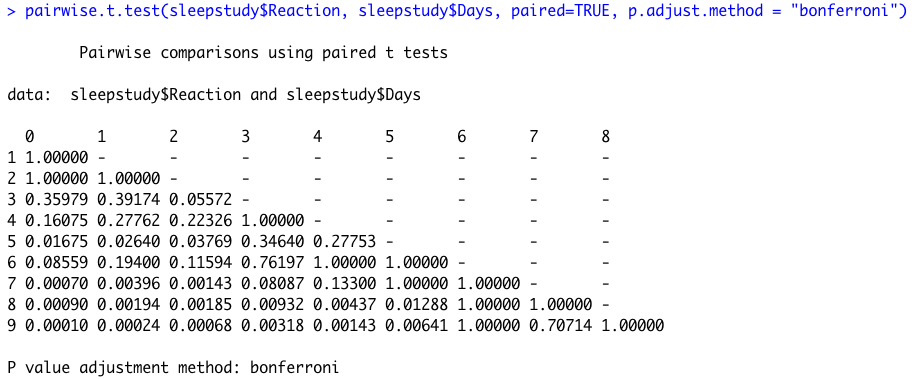 > pairwise.t.test(sleepstudy$Reaction, sleepstudy$Days, paired=TRUE, p.adjust.method = "bonferroni")
Pairwise comparisons using paired t tests
data:  sleepstudy$Reaction and sleepstudy$Days
  0       1       2       3       4       5       6       7       8
1 1.00000 -       -       -       -       -       -       -       -
2 1.00000 1.00000 -       -       -       -       -       -       -
3 0.35979 0.39174 0.05572 -       -       -       -       -       -
4 0.16075 0.27762 0.22326 1.00000 -       -       -       -       -
5 0.01675 0.02640 0.03769 0.34640 0.27753 -       -       -       -
6 0.08559 0.19400 0.11594 0.76197 1.00000 1.00000 -       -       -
7 0.00070 0.00396 0.00143 0.08087 0.13300 1.00000 1.00000 -       -
8 0.00090 0.00194 0.00185 0.00932 0.00437 0.01288 1.00000 1.00000 -
9 0.00010 0.00024 0.00068 0.00318 0.00143 0.00641 1.00000 0.70714 1.00000
P value adjustment method: bonferroni